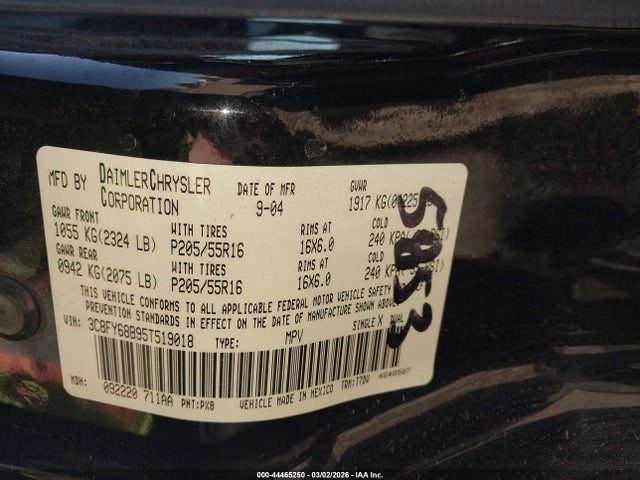 MFD BY DAIMLERCHRYSLER CORPORATION
DATE OF MFR 9-04
GVWR 1917 KG
GAWR FRONT WITH TIRES RIMS AT COLD
1055 KG(2324 LB) P205/55R16 16X6.0 240
GAWR REAR WITH TIRES RIMS AT COLD
0942 KG(2075 LB) P205/55R16 16X6.0 240
THIS VEHICLE CONFORMS TO ALL APPLICABLE FEDERAL MOTOR VEHICLE SAFETY
PREVENTION STANDARDS IN EFFECT ON THE DATE OF MANUFACTURE SHOWN ABOVE
VIN: 3C8FY68B95T519018 TYPE: MPV SINGLE X DUAL
MDH: 092220 711AA PNT:PX8 VEHICLE MADE IN MEXICO TRM:T7DV 4648507
5853
000-44465250 - 03/02/2026 - IAA Inc.